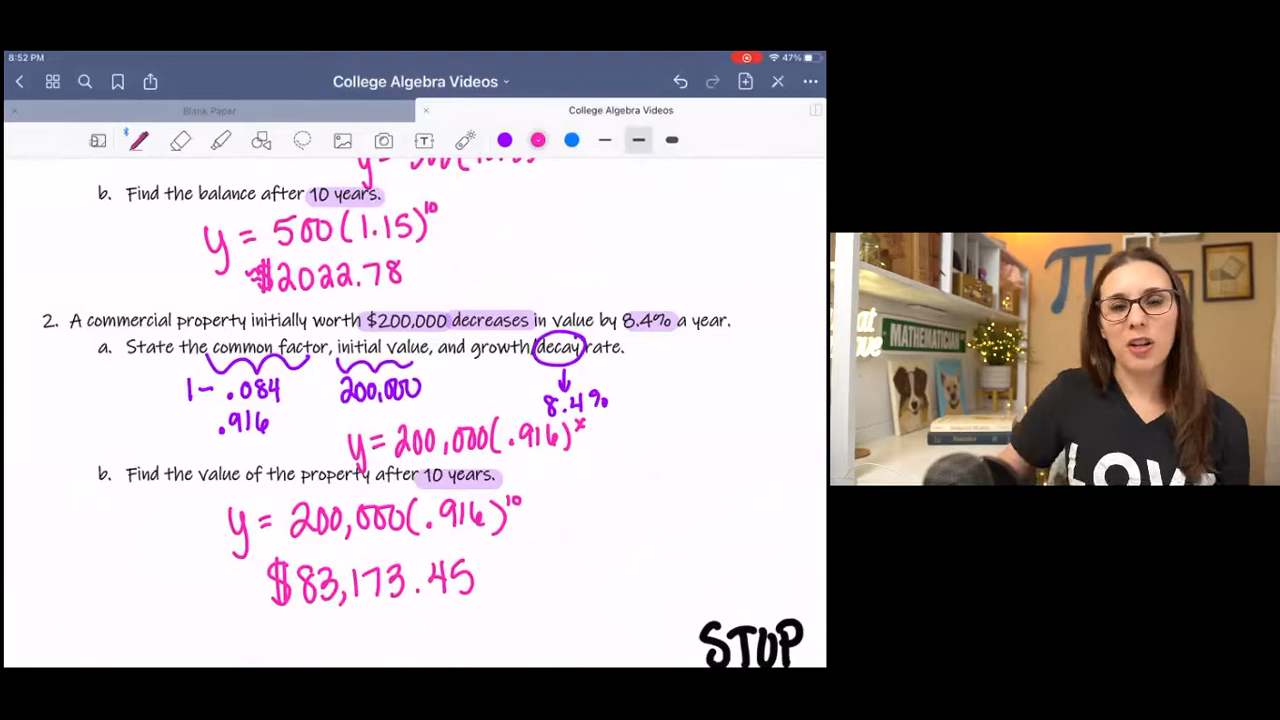 8:52 PM
47%
College Algebra Videos
Blank Paper
College Algebra Videos
T
b. Find the balance after 10 years.
y = 500(1.15)^10
≈$2022.78
2. A commercial property initially worth $200,000 decreases in value by 8.4% a year.
a. State the common factor, initial value, and growth/decay rate.
1 - .084
200,000
8.4%
.916
y = 200,000(.916)^x
b. Find the value of the property after 10 years.
y = 200,000(.916)^10
$83,173.45
STOP
MATHEMATICIAN
LOV